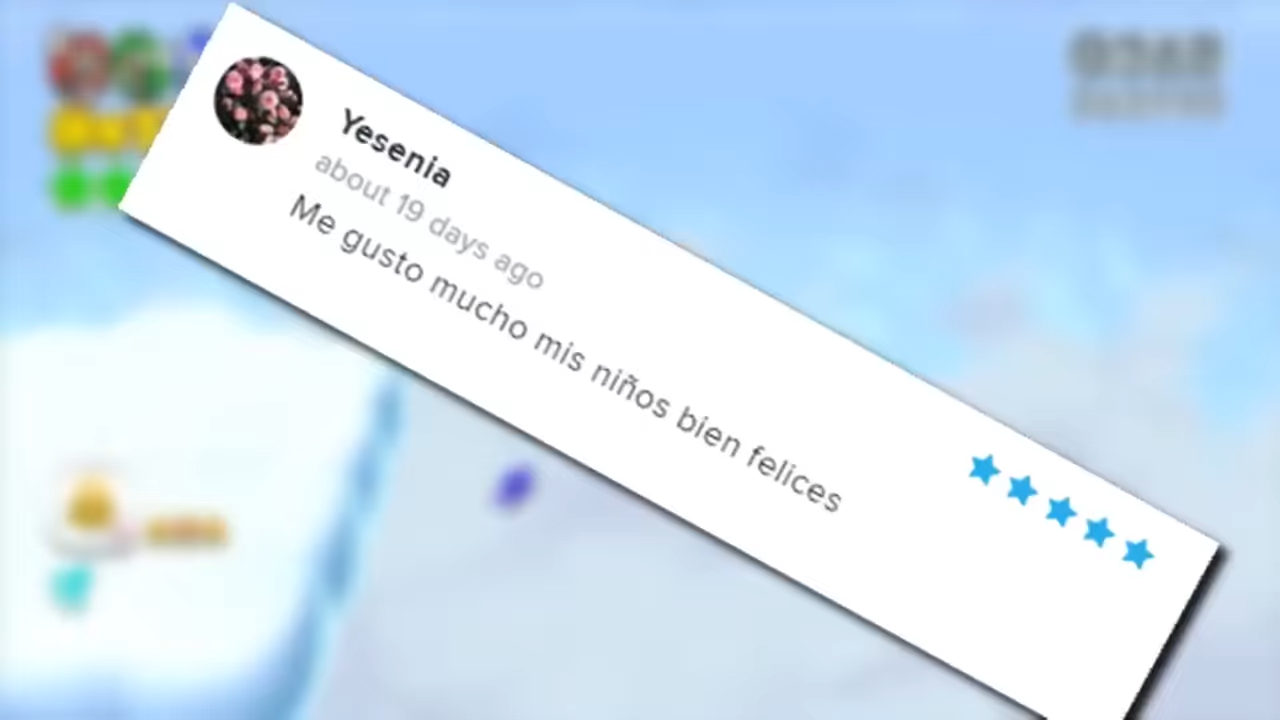 Yesenia
about 19 days ago
Me gusto mucho mis niños bien felices